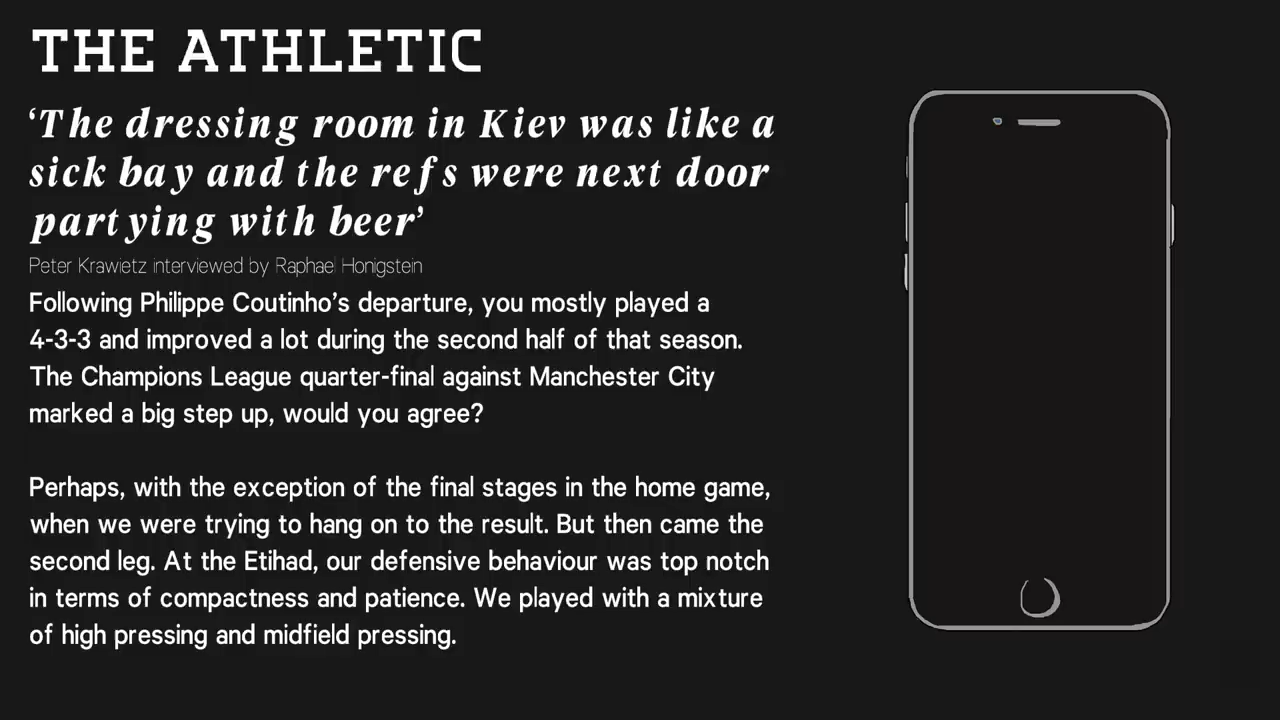 THE ATHLETIC
‘The dressing room in Kiev was like a
sick bay and the refs were next door
partying with beer’
Peter Krawietz interviewed by Raphael Honigstein
Following Philippe Coutinho’s departure, you mostly played a
4-3-3 and improved a lot during the second half of that season.
The Champions League quarter-final against Manchester City
marked a big step up, would you agree?
Perhaps, with the exception of the final stages in the home game,
when we were trying to hang on to the result. But then came the
second leg. At the Etihad, our defensive behaviour was top notch
in terms of compactness and patience. We played with a mixture
of high pressing and midfield pressing.